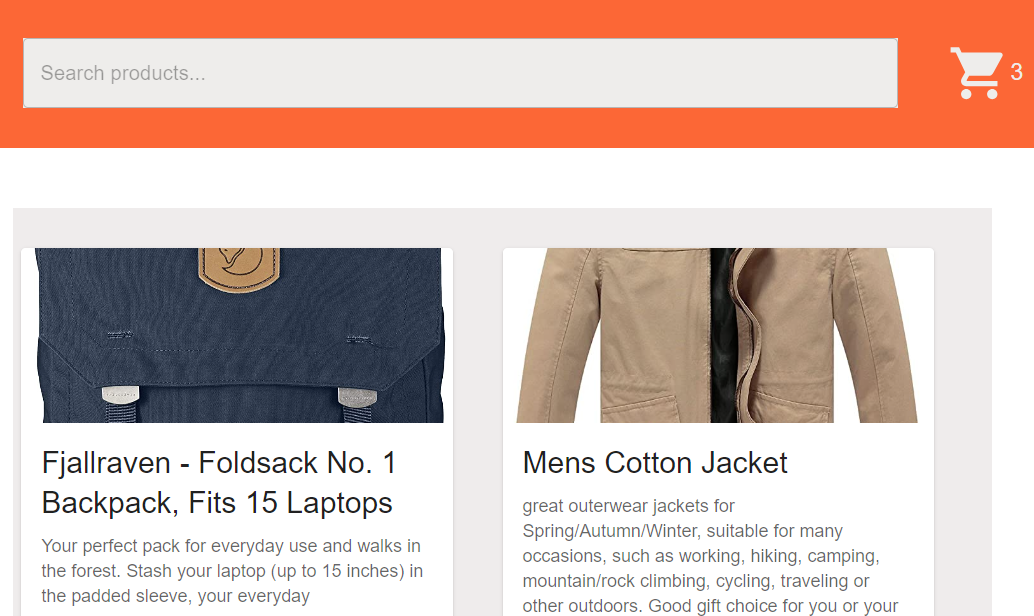 Search products...
3
Fjallraven - Foldsack No. 1
Backpack, Fits 15 Laptops
Your perfect pack for everyday use and walks in
the forest. Stash your laptop (up to 15 inches) in
the padded sleeve, your everyday
Mens Cotton Jacket
great outerwear jackets for
Spring/Autumn/Winter, suitable for many
occasions, such as working, hiking, camping,
mountain/rock climbing, cycling, traveling or
other outdoors. Good gift choice for you or your